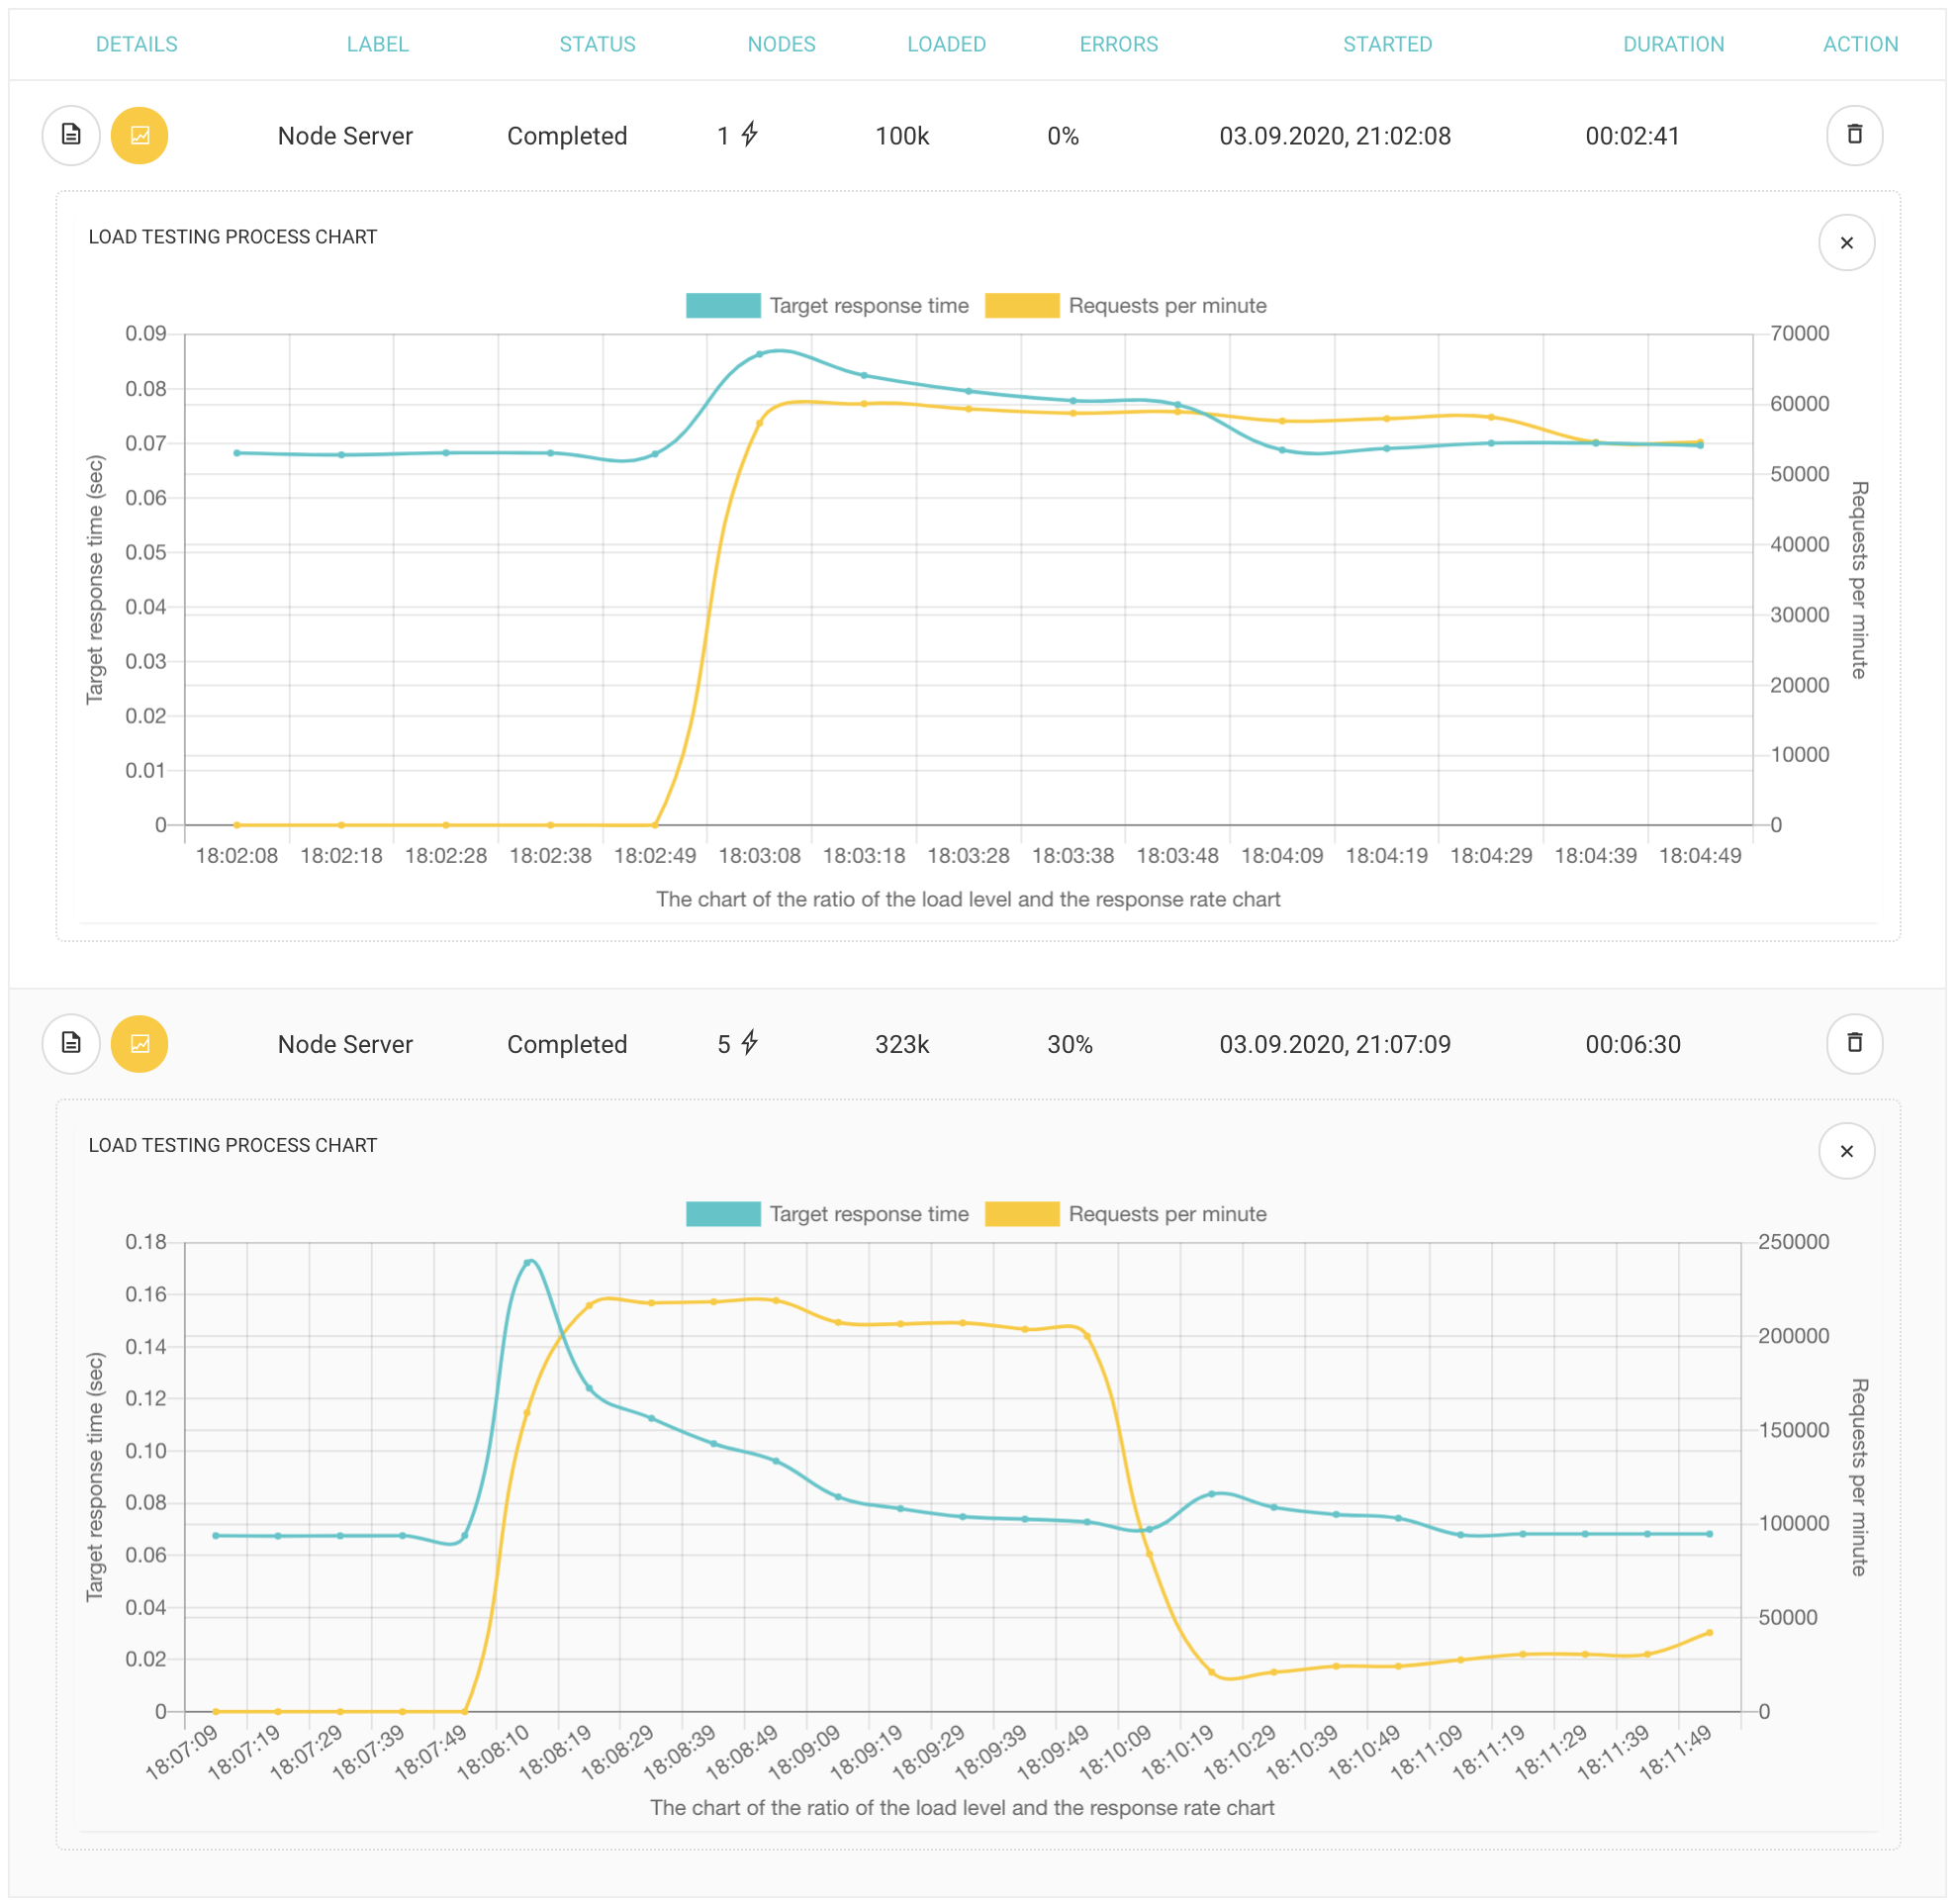 DETAILS LABEL STATUS NODES LOADED ERRORS STARTED DURATION ACTION
Node Server Completed 1 100k 0% 03.09.2020, 21:02:08 00:02:41
LOAD TESTING PROCESS CHART
Target response time Requests per minute
0.09 70000
0.08 60000
0.07
0.06 50000
0.05 40000
0.04 30000
0.03
0.02 20000
0.01 10000
0 0
Target response time (sec)
Requests per minute
18:02:08 18:02:18 18:02:28 18:02:38 18:02:49 18:03:08 18:03:18 18:03:28 18:03:38 18:03:48 18:04:09 18:04:19 18:04:29 18:04:39 18:04:49
The chart of the ratio of the load level and the response rate chart
Node Server Completed 5 323k 30% 03.09.2020, 21:07:09 00:06:30
LOAD TESTING PROCESS CHART
Target response time Requests per minute
0.18 250000
0.16
0.14 200000
0.12
0.10 150000
0.08 100000
0.06
0.04 50000
0.02
0 0
Target response time (sec)
Requests per minute
18:07:09 18:07:19 18:07:29 18:07:39 18:07:49 18:08:10 18:08:19 18:08:29 18:08:39 18:08:49 18:09:09 18:09:19 18:09:29 18:09:39 18:09:49 18:10:09 18:10:19 18:10:29 18:10:39 18:10:49 18:11:09 18:11:19 18:11:29 18:11:39 18:11:49
The chart of the ratio of the load level and the response rate chart